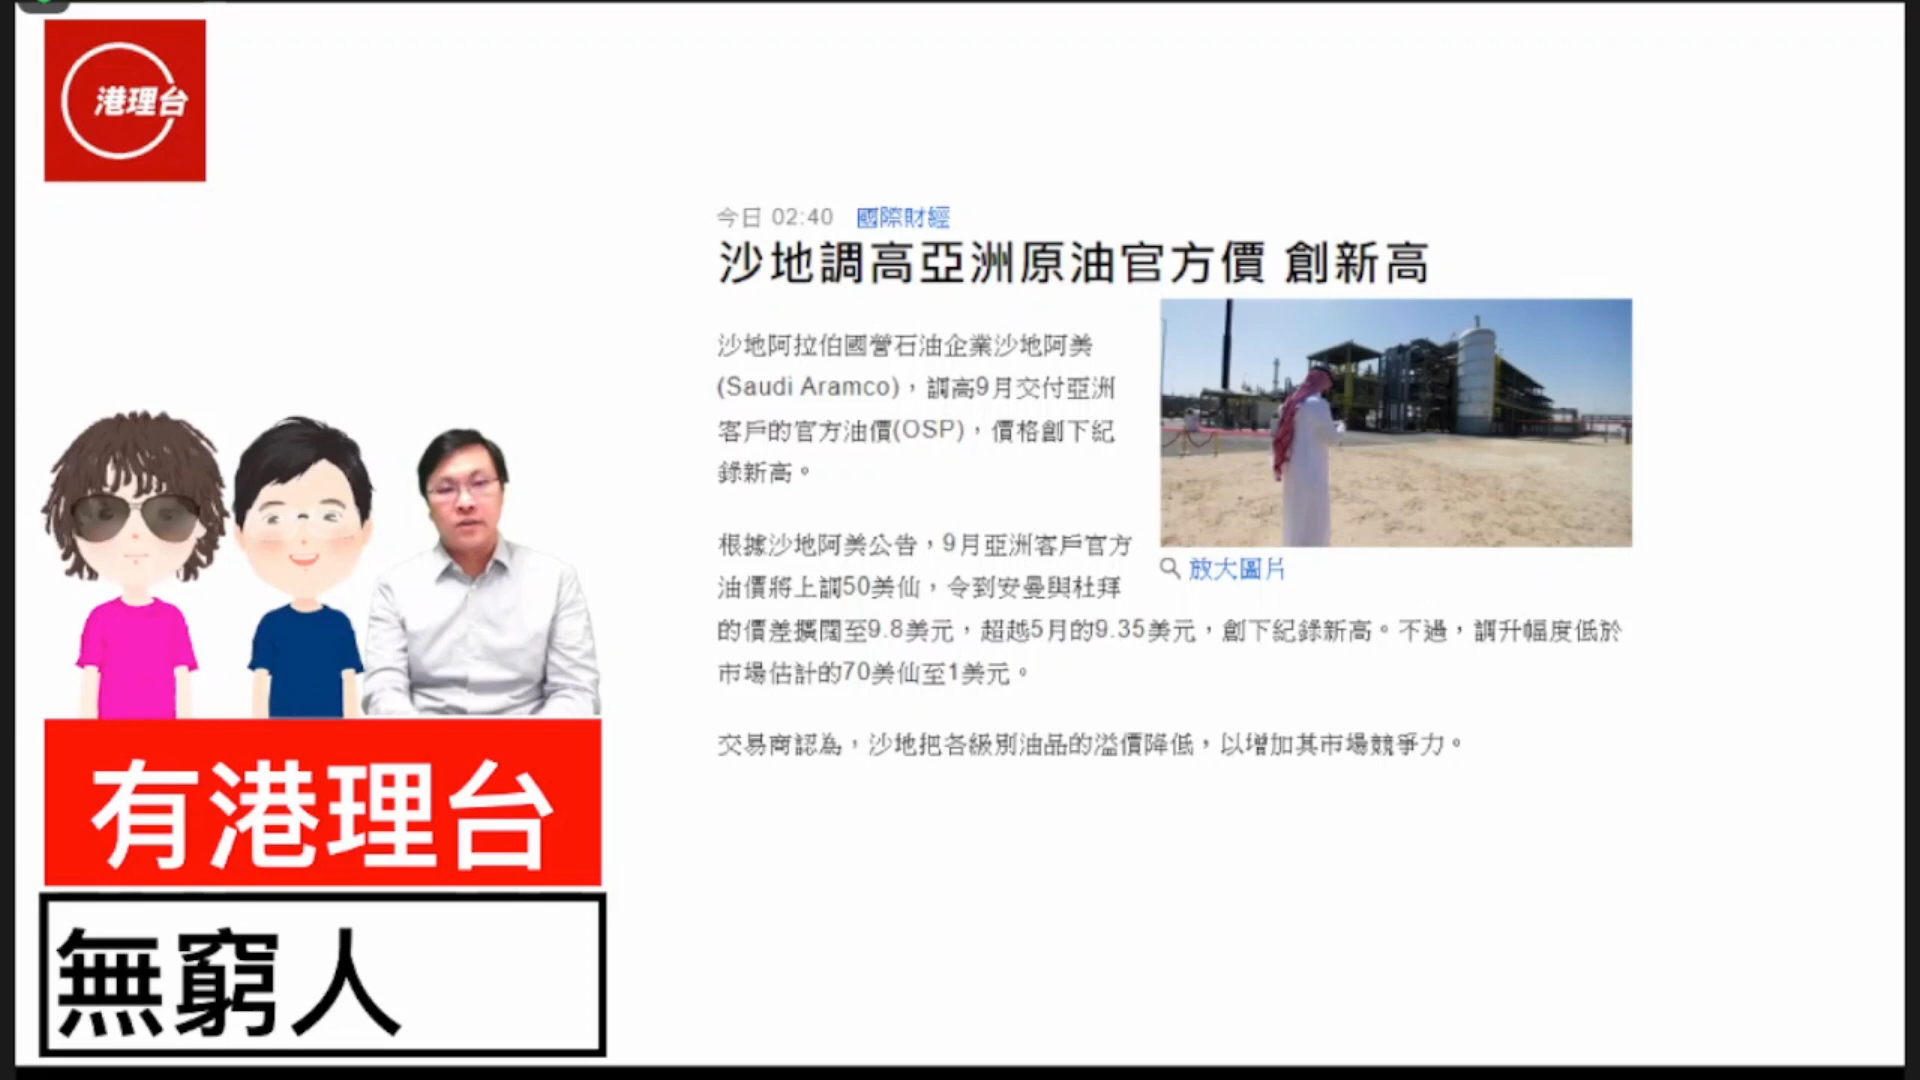 港理台
今日 02:40 國際財經
沙地調高亞洲原油官方價 創新高
沙地阿拉伯國營石油企業沙地阿美
(Saudi Aramco)，調高9月交付亞洲
客戶的官方油價(OSP)，價格創下紀
錄新高。
放大圖片
根據沙地阿美公告，9月亞洲客戶官方
油價將上調50美仙，令到安曼與杜拜
的價差擴闊至9.8美元，超越5月的9.35美元，創下紀錄新高。不過，調升幅度低於
市場估計的70美仙至1美元。
交易商認為，沙地把各級別油品的溢價降低，以增加其市場競爭力。
有港理台
無窮人